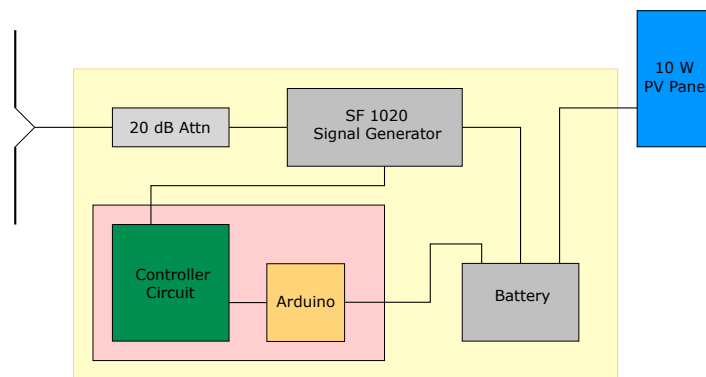 10 W
PV Pane
20 dB Attn
SF 1020
Signal Generator
Controller
Circuit
Arduino
Battery